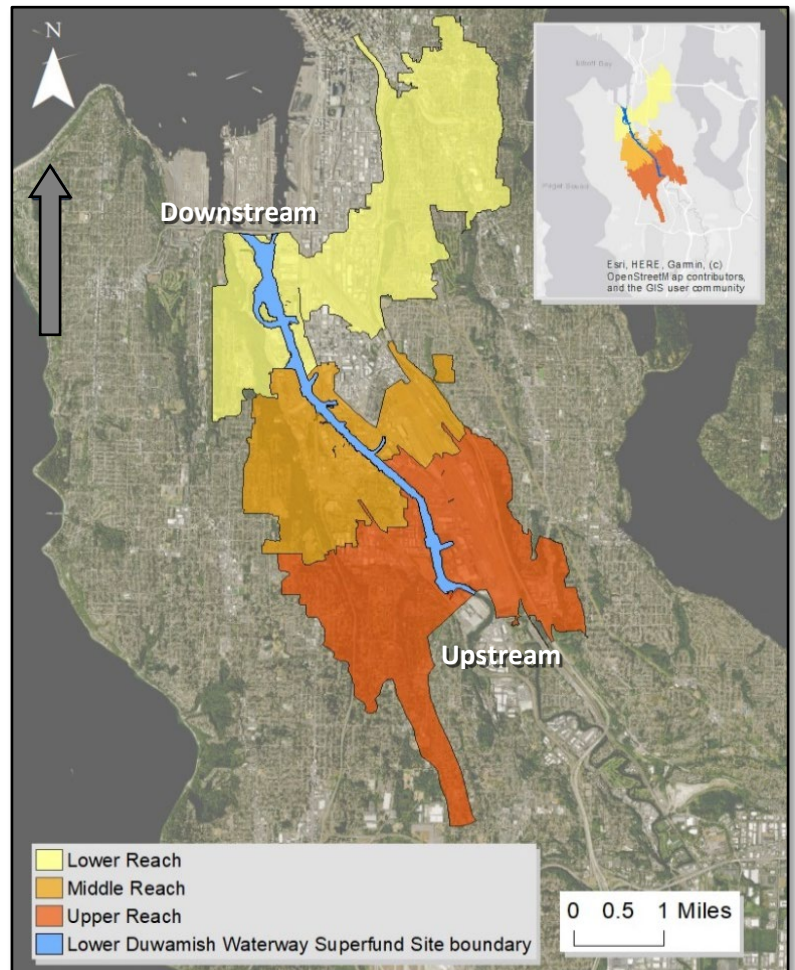 N
Downstream
Elliott Bay
Puget Sound
Esri, HERE, Garmin, (c)
OpenStreetMap contributors,
and the GIS user community
Upstream
Lower Reach
Middle Reach
Upper Reach
Lower Duwamish Waterway Superfund Site boundary
0 0.5 1 Miles